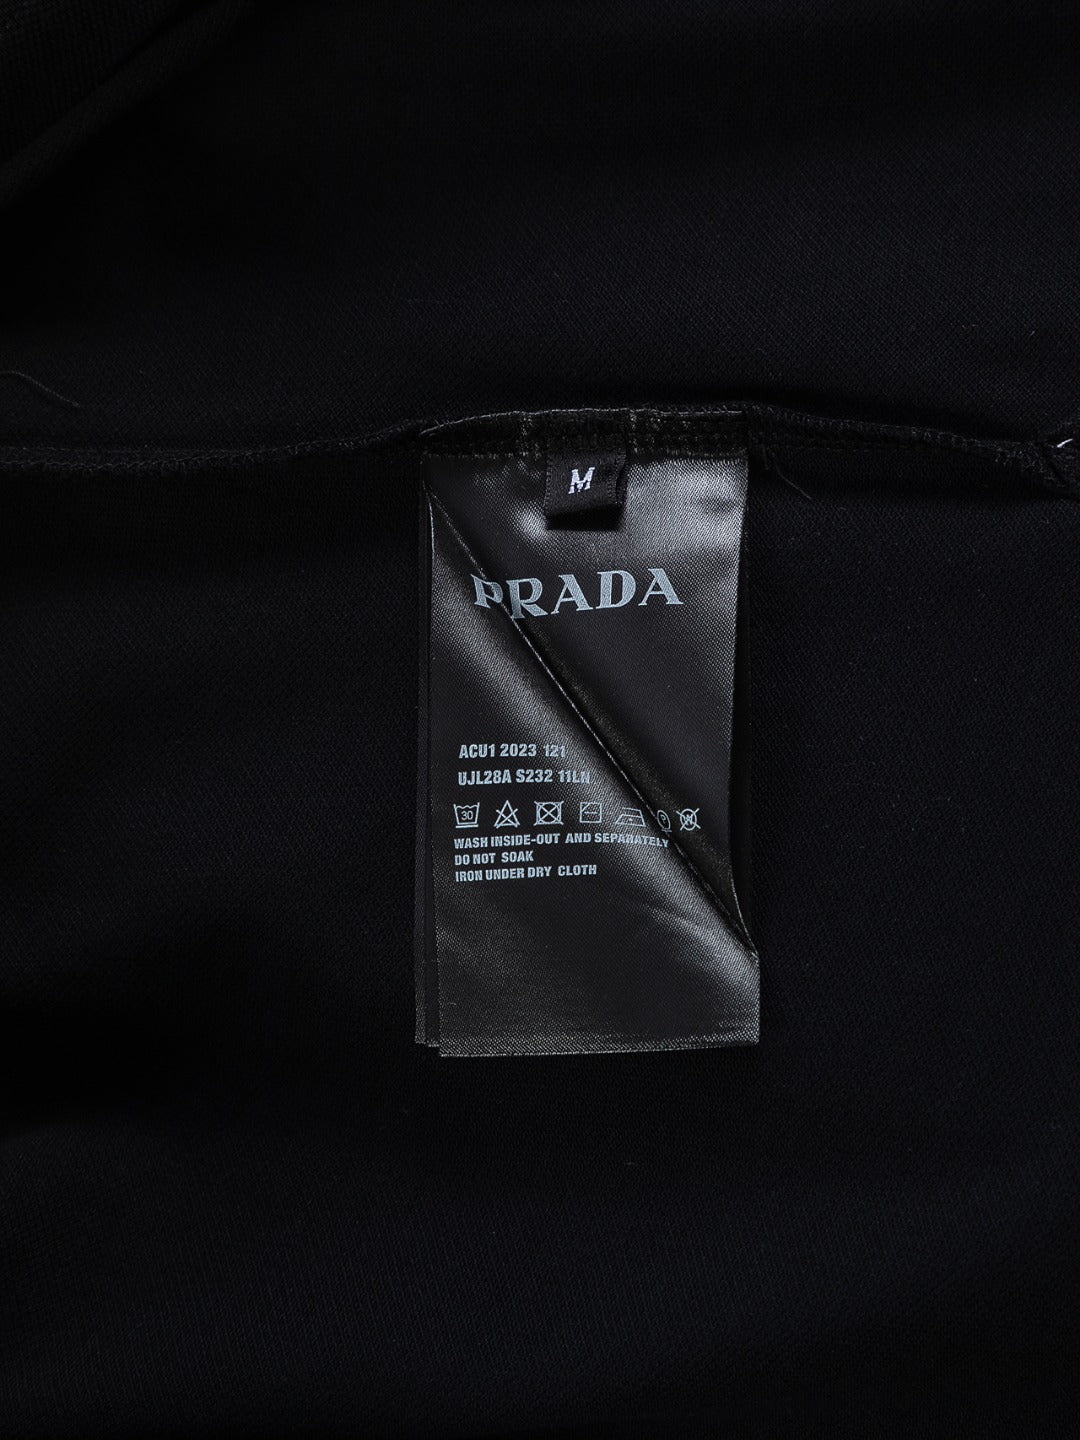 M
PRADA
ACU1 2023 121
UJL28A S232 11LN
30 P W
WASH INSIDE-OUT AND SEPARATELY
DO NOT SOAK
IRON UNDER DRY CLOTH